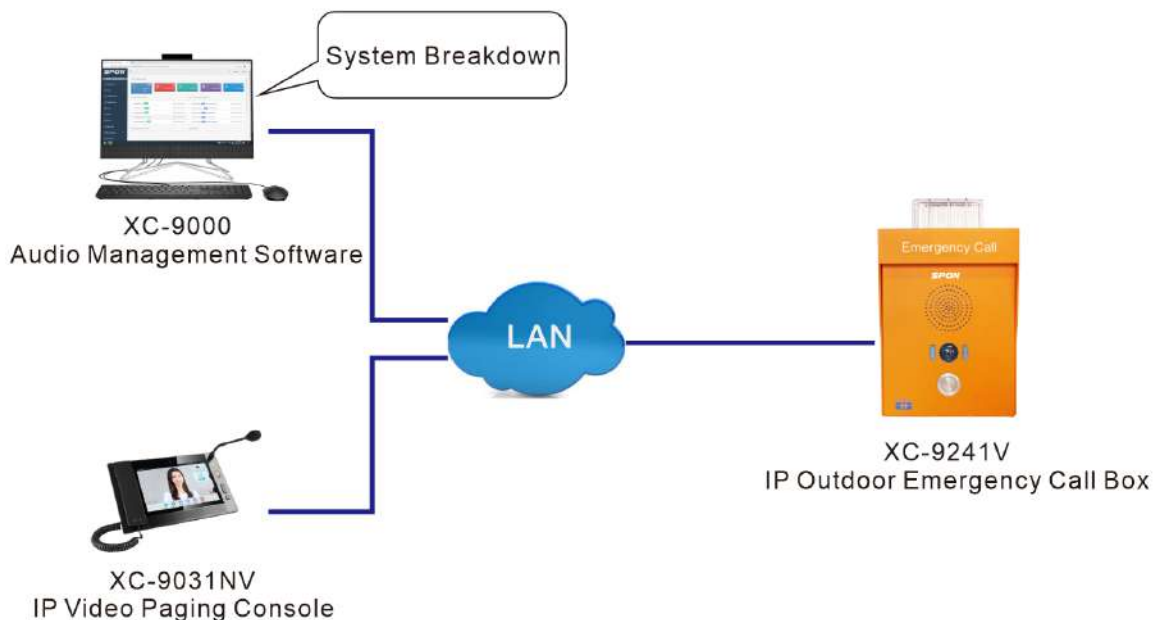 System Breakdown
SPON
XC-9000
Audio Management Software
LAN
Emergency Call
SPON
XC-9241V
IP Outdoor Emergency Call Box
XC-9031NV
IP Video Paging Console